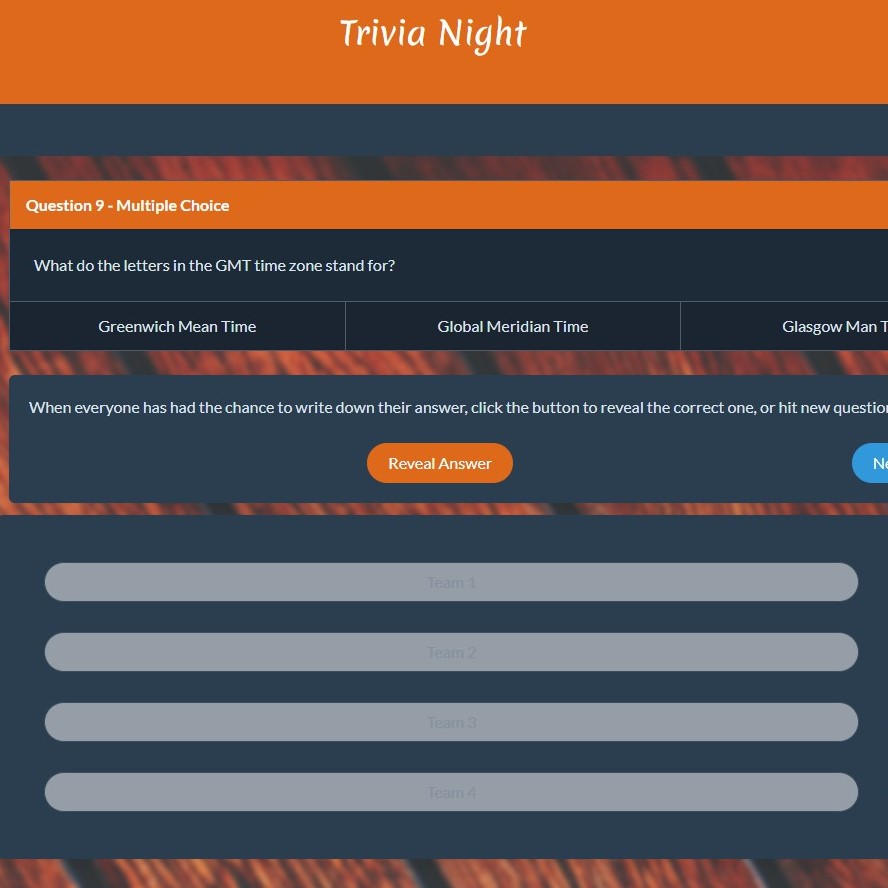 Trivia Night
Question 9 - Multiple Choice
What do the letters in the GMT time zone stand for?
Greenwich Mean Time
Global Meridian Time
Glasgow Man T
When everyone has had the chance to write down their answer, click the button to reveal the correct one, or hit new question
Reveal Answer
Ne
Team 1
Team 2
Team 3
Team 4